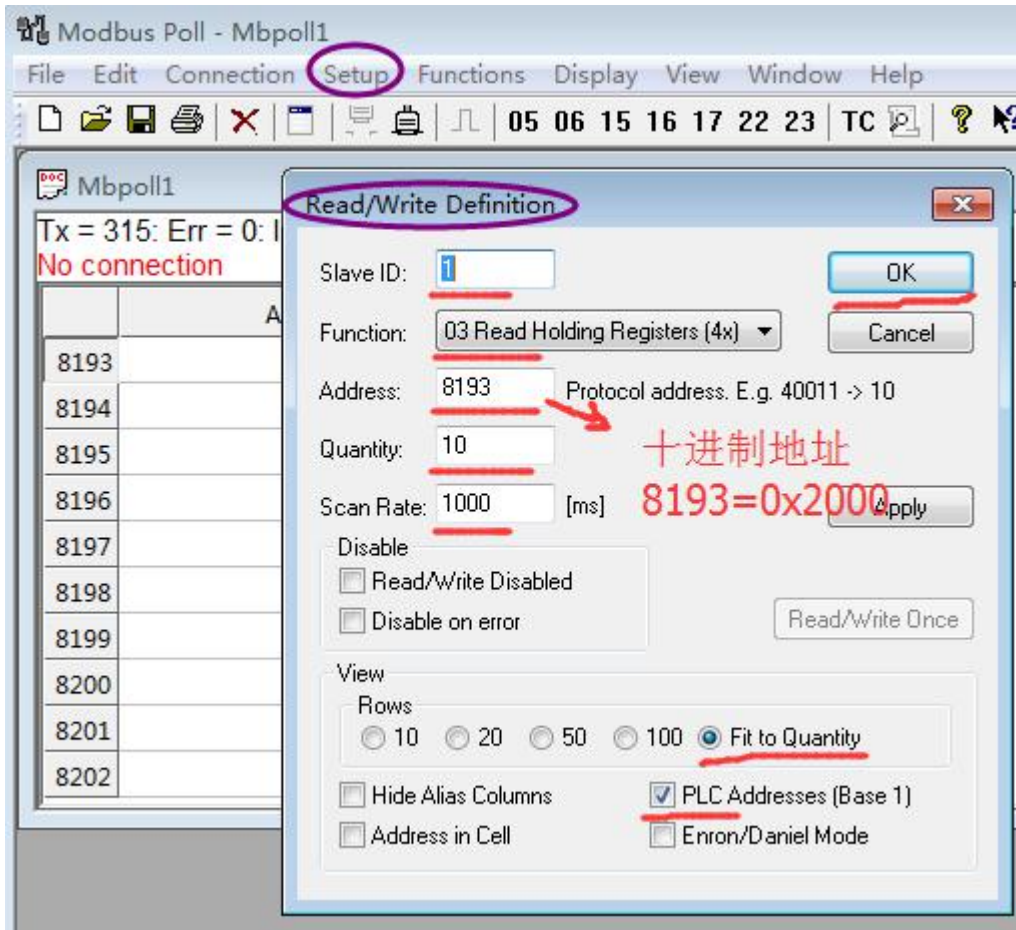 Modbus Poll - Mbpoll1
File Edit Connection Setup Functions Display View Window Help
05 06 15 16 17 22 23 TC
Mbpoll1
Tx = 315: Err = 0: I
No connection
A
8193
8194
8195
8196
8197
8198
8199
8200
8201
8202
Read/Write Definition
Slave ID: 1
OK
Function: 03 Read Holding Registers (4x)
Cancel
Address: 8193 Protocol address. E.g. 40011 -> 10
Quantity: 10
十进制地址
Scan Rate: 1000 [ms]
8193=0x2000
Apply
Disable
Read/Write Disabled
Disable on error
Read/Write Once
View
Rows
10 20 50 100 Fit to Quantity
Hide Alias Columns
PLC Addresses (Base 1)
Address in Cell
Enron/Daniel Mode